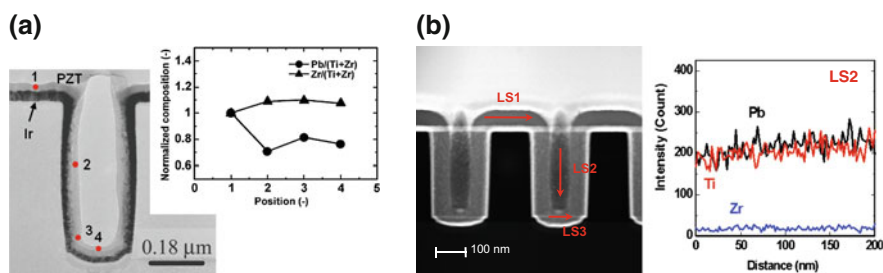 (a)
1
PZT
Ir
2
3
4
0.18 μm
Normalized composition (-)
1.4
1.2
1.0
0.8
0.6
Pb/(Ti+Zr)
Zr/(Ti+Zr)
0 1 2 3 4 5
Position (-)
(b)
LS1
LS2
LS3
100 nm
LS2
Intensity (Count)
400
300
200
100
0
Pb
Ti
Zr
0 50 100 150 200
Distance (nm)